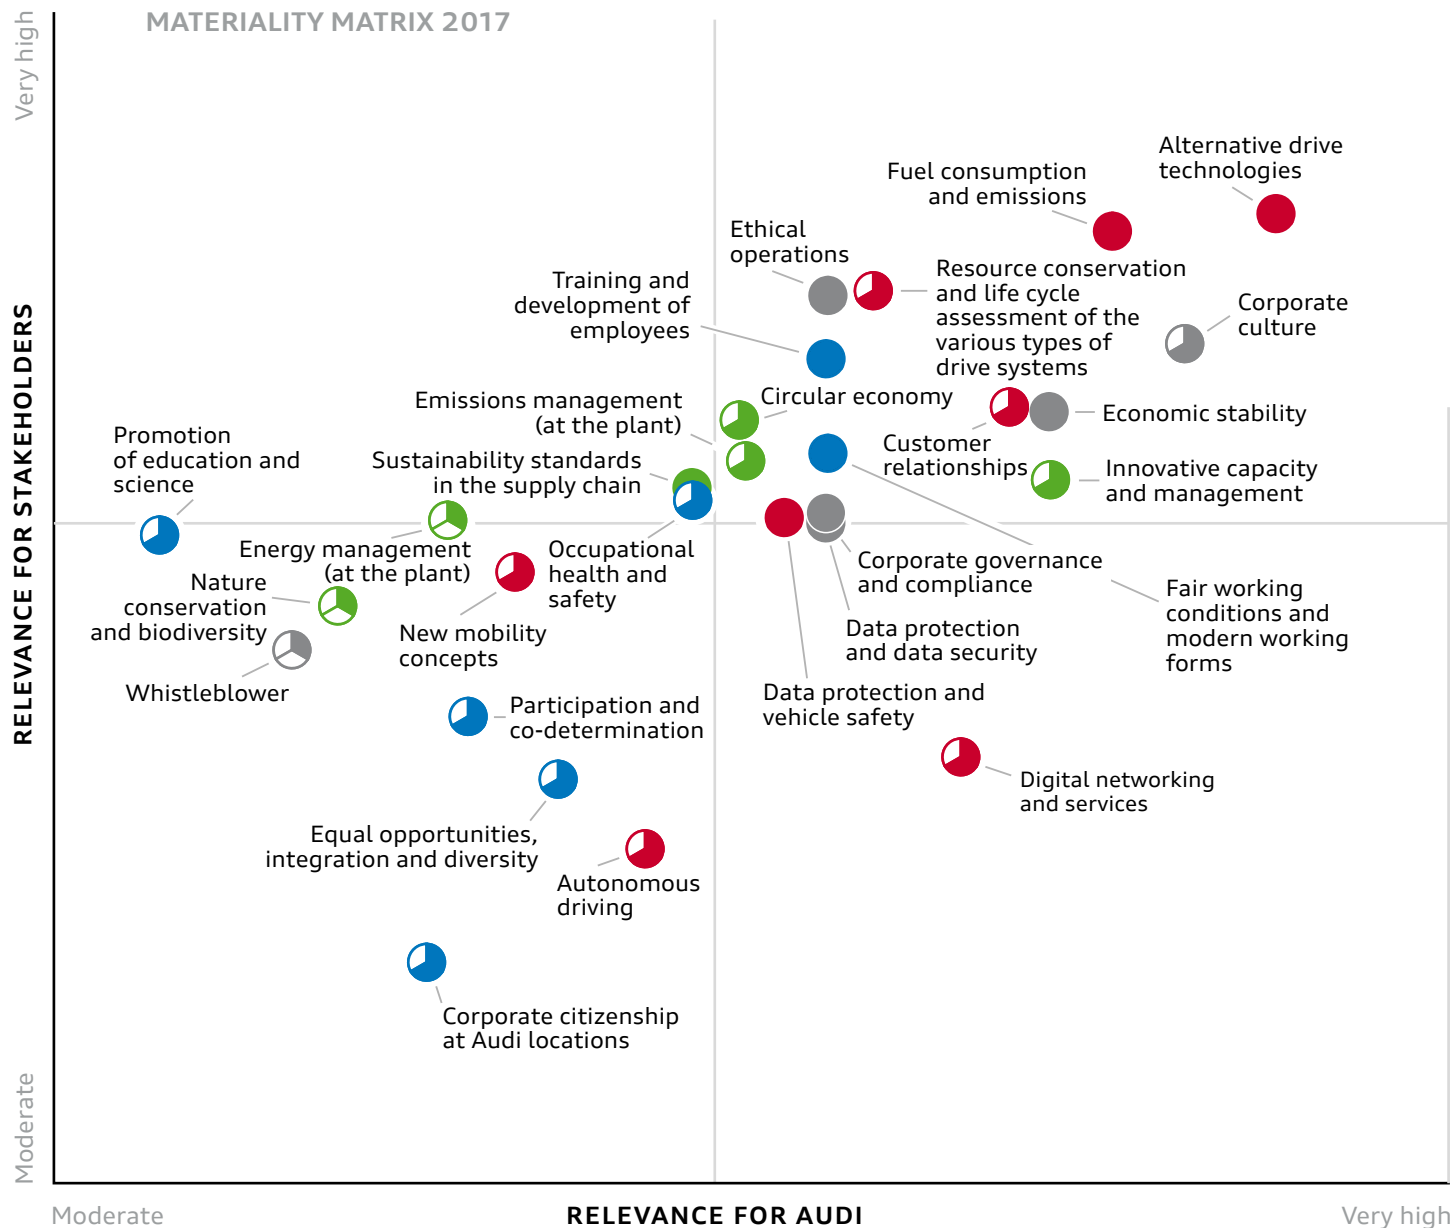 MATERIALITY MATRIX 2017
Very high
RELEVANCE FOR STAKEHOLDERS
Moderate
Alternative drive
technologies
Fuel consumption
and emissions
Ethical
operations
Resource conservation
and life cycle
assessment of the
various types of
drive systems
Training and
development of
employees
Corporate
culture
Circular economy
Emissions management
(at the plant)
Economic stability
Customer
relationships
Promotion
of education and
science
Sustainability standards
in the supply chain
Innovative capacity
and management
Energy management
(at the plant)
Occupational
health and
safety
Corporate governance
and compliance
Nature
conservation
and biodiversity
Fair working
conditions and
modern working
forms
New mobility
concepts
Data protection
and data security
Whistleblower
Data protection and
vehicle safety
Participation and
co-determination
Digital networking
and services
Equal opportunities,
integration and diversity
Autonomous
driving
Corporate citizenship
at Audi locations
Moderate
RELEVANCE FOR AUDI
Very high